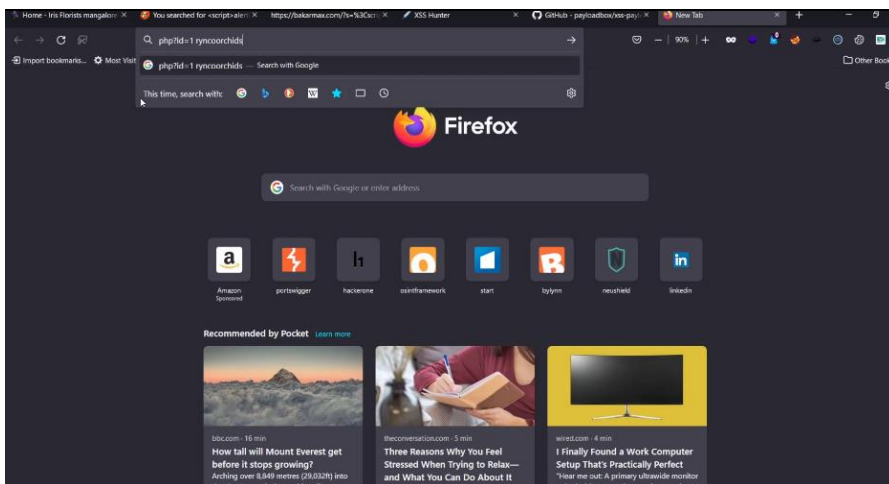 Home - Iris Florists mangalore
You searched for <script>alert
https://bakarmax.com/?s=%3Cscri
XSS Hunter
GitHub - payloadbox/xss-payl
New Tab
php?id=1 ryncoorchids
90%
Import bookmarks...
Most Visit
Other Book
php?id=1 ryncoorchids — Search with Google
This time, search with:
Firefox
Search with Google or enter address
a
h1
in
Amazon
Sponsored
portswigger
hackerone
osintframework
start
bylynn
neushield
linkedin
Recommended by Pocket
Learn more
bbc.com · 16 min
How tall will Mount Everest get
before it stops growing?
Arching over 8,849 metres (29,032ft) into
theconversation.com · 5 min
Three Reasons Why You Feel
Stressed When Trying to Relax—
and What You Can Do About It
wired.com · 4 min
I Finally Found a Work Computer
Setup That's Practically Perfect
"Hear me out: A primary ultrawide monitor